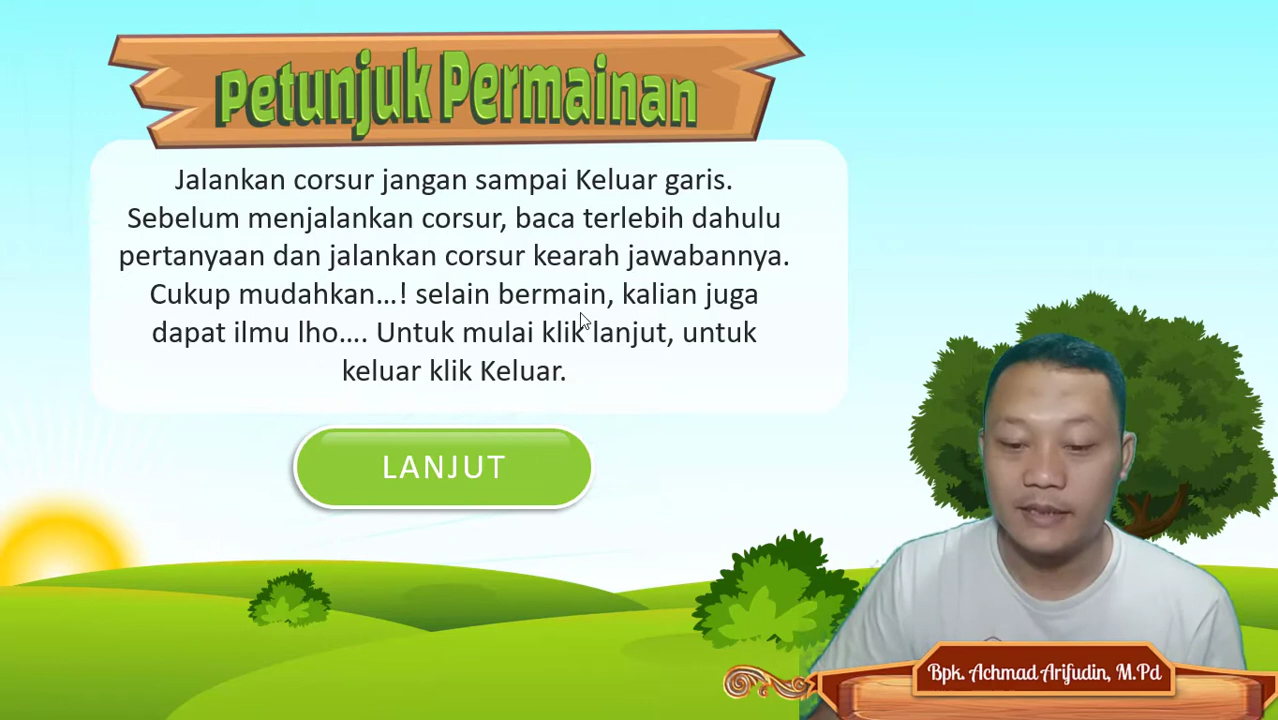 Petunjuk Permainan
Jalankan corsur jangan sampai Keluar garis.
Sebelum menjalankan corsur, baca terlebih dahulu
pertanyaan dan jalankan corsur kearah jawabannya.
Cukup mudahkan...! selain bermain, kalian juga
dapat ilmu lho.... Untuk mulai klik lanjut, untuk
keluar klik Keluar.
LANJUT
Bpk. Achmad Arifudin, M.Pd